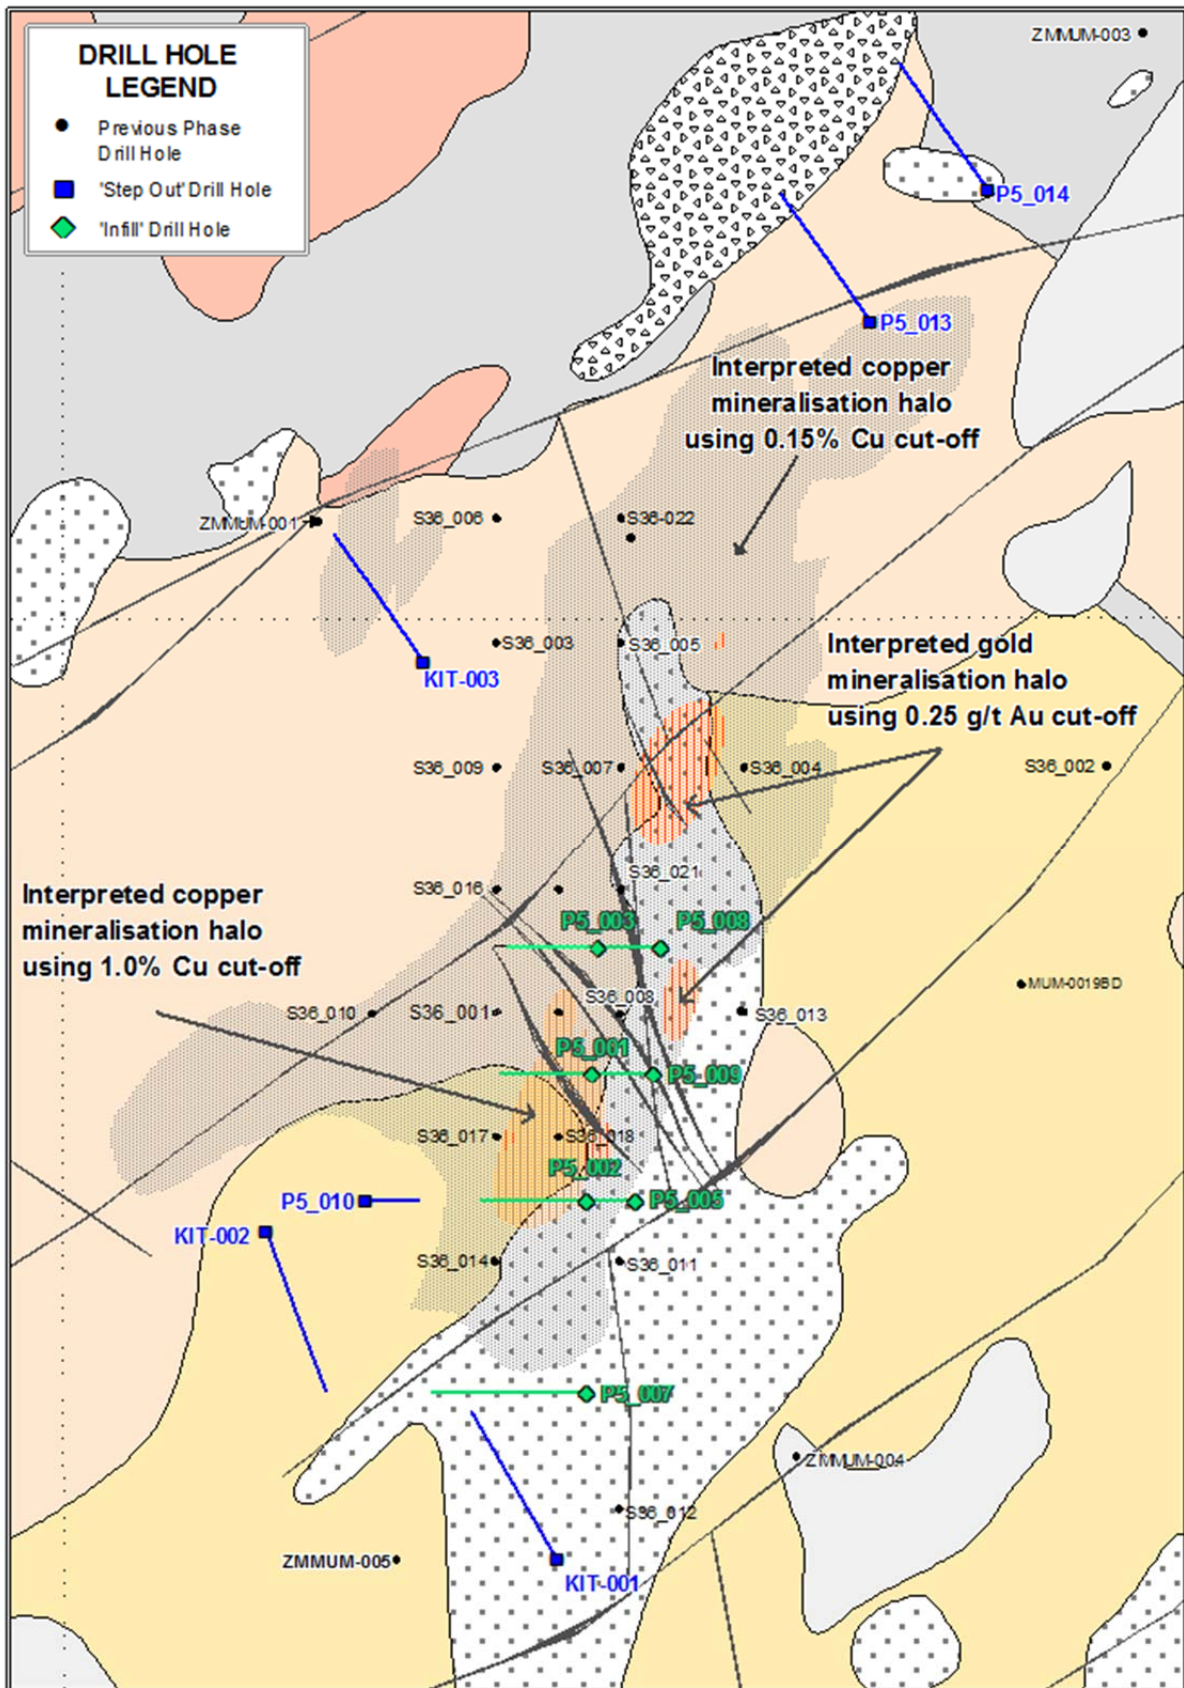 DRILL HOLE
LEGEND
Previous Phase
Drill Hole
'Step Out' Drill Hole
'Infill' Drill Hole
ZMMUM-003
P5_014
P5_013
Interpreted copper
mineralisation halo
using 0.15% Cu cut-off
ZMMUM-001
S36_006
S36-022
S36_003
S36_005
KIT-003
Interpreted gold
mineralisation halo
using 0.25 g/t Au cut-off
S36_009
S36_007
S36_004
S36_002
S36_016
S36_021
Interpreted copper
mineralisation halo
using 1.0% Cu cut-off
P5_003
P5_008
S36_010
S36_001
S36_008
S36_013
MUM-0019BD
P5_001
P5_009
S36_017
S36_018
P5_002
P5_010
P5_005
KIT-002
S36_014
S36_011
P5_007
ZMMUM-004
S36_012
ZMMUM-005
KIT-001